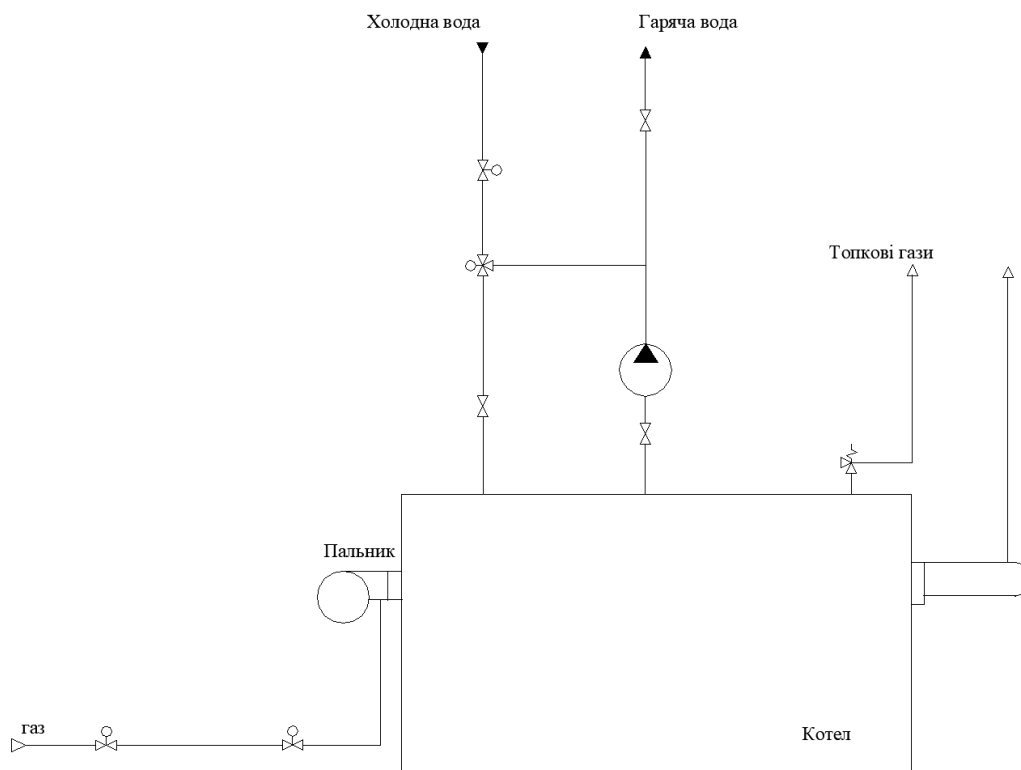 Холодна вода
Гаряча вода
Топкові гази
Пальник
газ
Котел